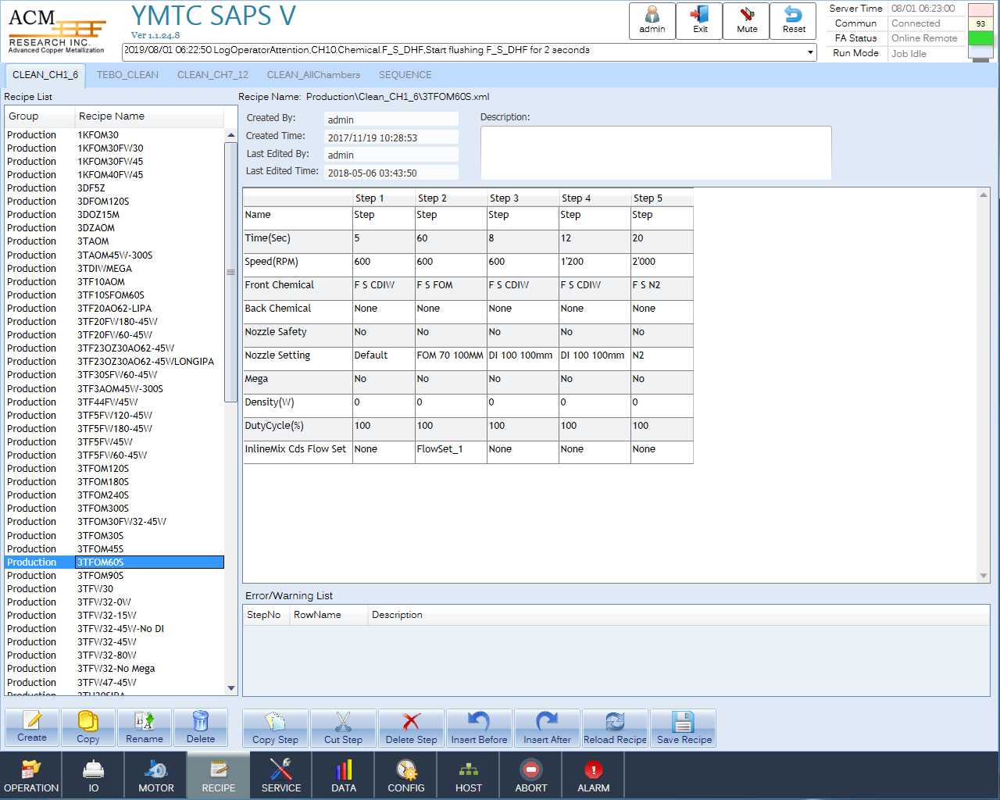 ACM
RESEARCH INC.
Advanced Copper Metallization
YMTC SAPS V
Ver 1.1.24.8
2019/08/01 06:22:50 LogOperatorAttention,CH10.Chemical.F_S_DHF,Start flushing F_S_DHF for 2 seconds
admin
Exit
Mute
Reset
Server Time 08/01 06:23:00
Commun Connected
FA Status Online Remote
Run Mode Job Idle
93
CLEAN_CH1_6 TEBO_CLEAN CLEAN_CH7_12 CLEAN_AllChambers SEQUENCE
Recipe List
Group Recipe Name
Production 1KFOM30
Production 1KFOM30FW30
Production 1KFOM30FW45
Production 1KFOM40FW45
Production 3DF5Z
Production 3DFOM120S
Production 3DOZ15M
Production 3DZAOM
Production 3TAOM
Production 3TAOM45W-300S
Production 3TDIWMEGA
Production 3TF10AOM
Production 3TF10SFOM60S
Production 3TF20AO62-LIPA
Production 3TF20FW180-45W
Production 3TF20FW60-45W
Production 3TF23OZ30AO62-45W
Production 3TF23OZ30AO62-45WLONGIPA
Production 3TF30SFW60-45W
Production 3TF3AOM45W-300S
Production 3TF44FW45W
Production 3TF5FW120-45W
Production 3TF5FW180-45W
Production 3TF5FW45W
Production 3TF5FW60-45W
Production 3TFOM120S
Production 3TFOM180S
Production 3TFOM240S
Production 3TFOM300S
Production 3TFOM30FW32-45W
Production 3TFOM30S
Production 3TFOM45S
Production 3TFOM60S
Production 3TFOM90S
Production 3TFW30
Production 3TFW32-0W
Production 3TFW32-15W
Production 3TFW32-45W-No DI
Production 3TFW32-45W
Production 3TFW32-80W
Production 3TFW32-No Mega
Production 3TFW47-45W
Recipe Name: Production\Clean_CH1_6\3TFOM60S.xml
Created By: admin
Created Time: 2017/11/19 10:28:53
Last Edited By: admin
Last Edited Time: 2018-05-06 03:43:50
Description:
Step 1 Step 2 Step 3 Step 4 Step 5
Name Step Step Step Step Step
Time(Sec) 5 60 8 12 20
Speed(RPM) 600 600 600 1'200 2'000
Front Chemical F S CDIW F S FOM F S CDIW F S CDIW F S N2
Back Chemical None None None None None
Nozzle Safety No No No No No
Nozzle Setting Default FOM 70 100MM DI 100 100mm DI 100 100mm N2
Mega No No No No No
Density(W) 0 0 0 0 0
DutyCycle(%) 100 100 100 100 100
InlineMix Cds Flow Set None FlowSet_1 None None None
Error/Warning List
StepNo RowName Description
Create Copy Rename Delete
Copy Step Cut Step Delete Step Insert Before Insert After Reload Recipe Save Recipe
OPERATION IO MOTOR RECIPE SERVICE DATA CONFIG HOST ABORT ALARM